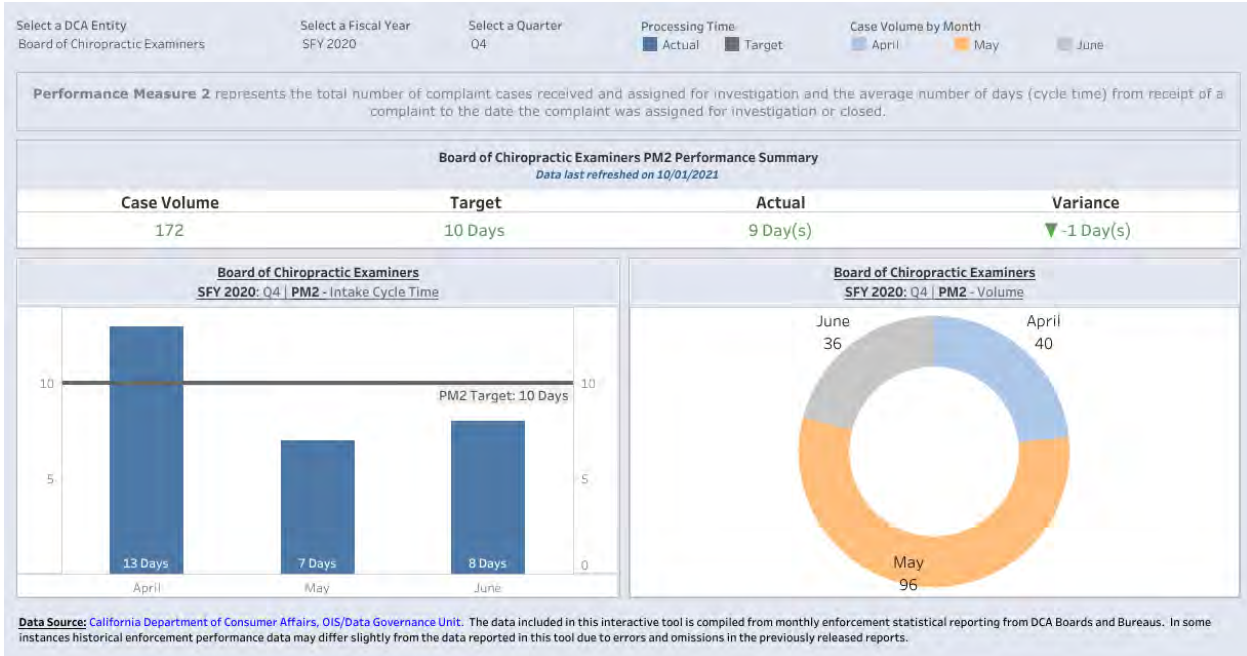 Select a DCA Entity Select a Fiscal Year Select a Quarter Processing Time Case Volume by Month
Board of Chiropractic Examiners SFY 2020 Q4 Actual Target April May June
Performance Measure 2 represents the total number of complaint cases received and assigned for investigation and the average number of days (cycle time) from receipt of a
complaint to the date the complaint was assigned for investigation or closed.
Board of Chiropractic Examiners PM2 Performance Summary
Data last refreshed on 10/01/2021
Case Volume Target Actual Variance
172 10 Days 9 Day(s) ▼ -1 Day(s)
Board of Chiropractic Examiners
SFY 2020: Q4 | PM2 - Intake Cycle Time
10 10
PM2 Target: 10 Days
5 5
13 Days 7 Days 8 Days 0
April May June
Board of Chiropractic Examiners
SFY 2020: Q4 | PM2 - Volume
June April
36 40
May
96
Data Source: California Department of Consumer Affairs, OIS/Data Governance Unit. The data included in this interactive tool is compiled from monthly enforcement statistical reporting from DCA Boards and Bureaus. In some
instances historical enforcement performance data may differ slightly from the data reported in this tool due to errors and omissions in the previously released reports.